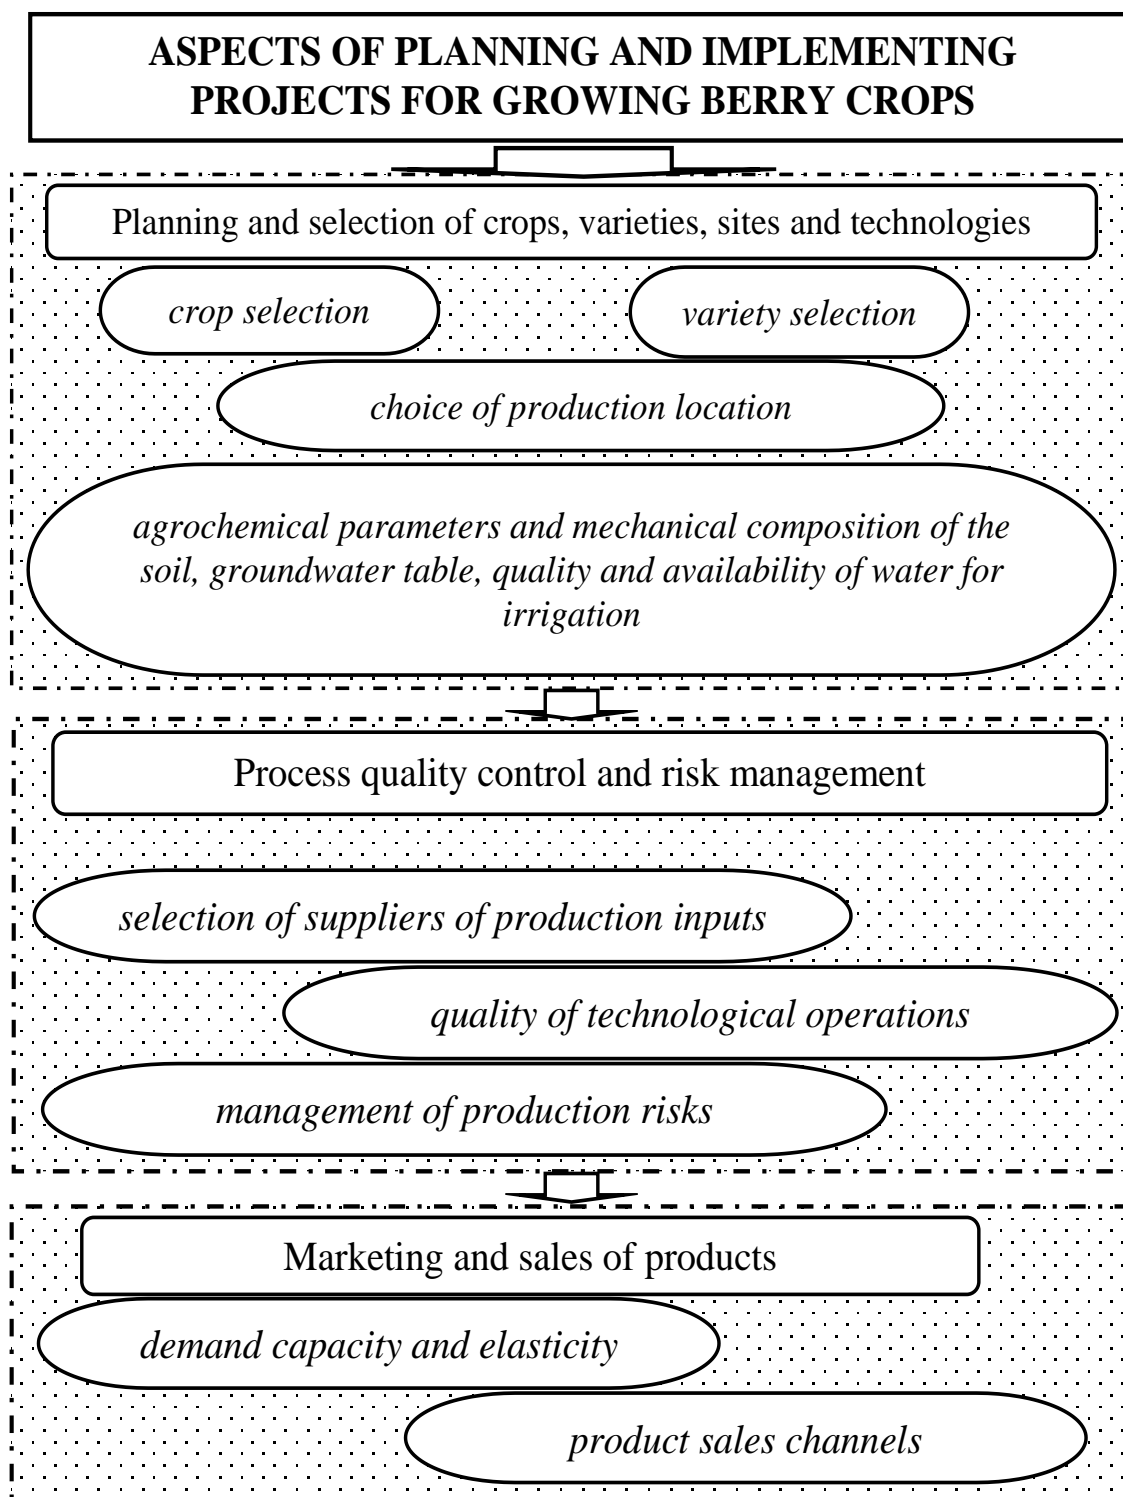 ASPECTS OF PLANNING AND IMPLEMENTING
PROJECTS FOR GROWING BERRY CROPS
Planning and selection of crops, varieties, sites and technologies
crop selection
variety selection
choice of production location
agrochemical parameters and mechanical composition of the
soil, groundwater table, quality and availability of water for
irrigation
Process quality control and risk management
selection of suppliers of production inputs
quality of technological operations
management of production risks
Marketing and sales of products
demand capacity and elasticity
product sales channels